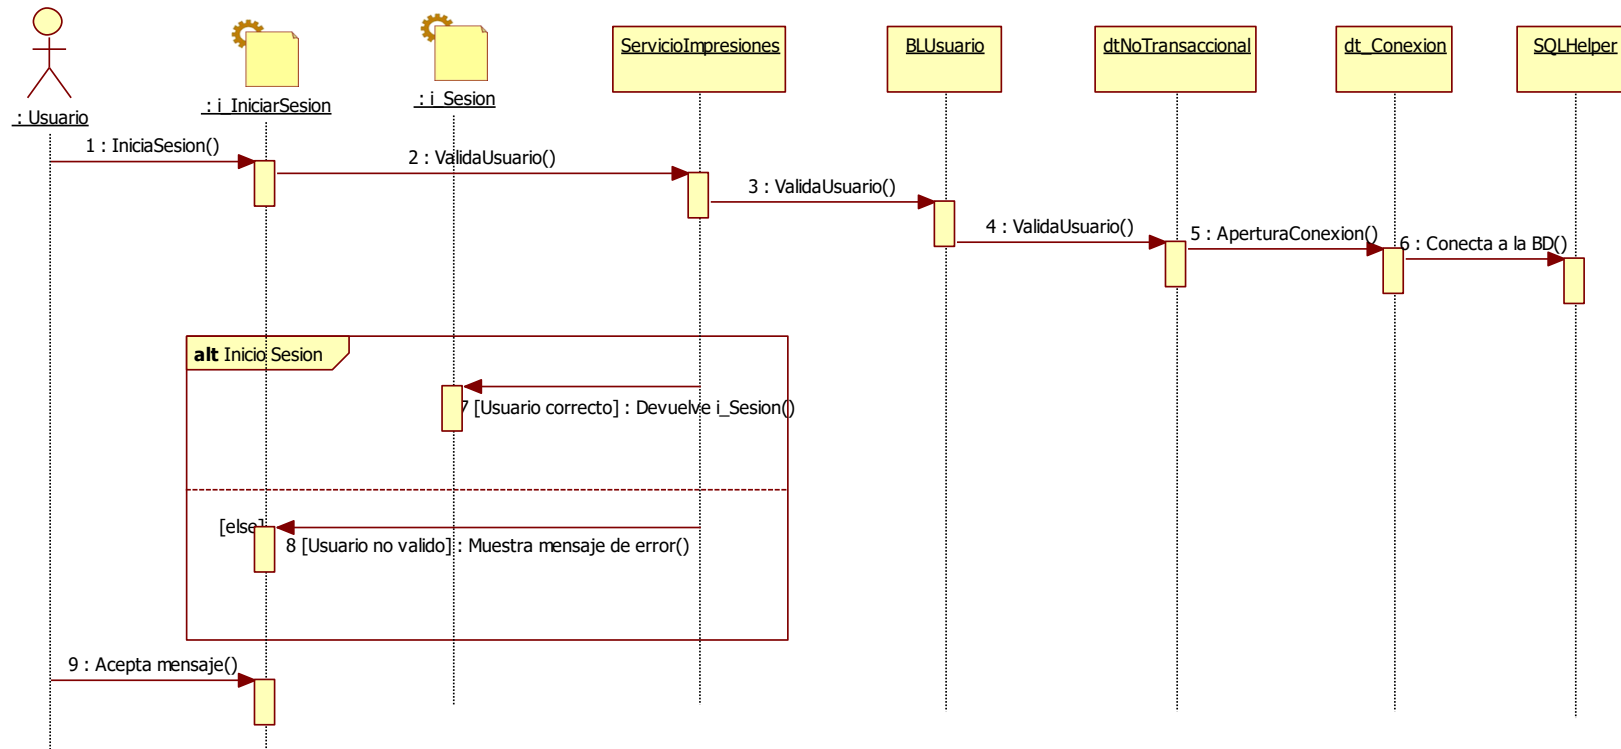 : Usuario
: i_IniciarSesion
: i_Sesion
ServicioImpresiones
BLUsuario
dtNoTransaccional
dt_Conexion
SQLHelper
1 : IniciaSesion()
2 : ValidaUsuario()
3 : ValidaUsuario()
4 : ValidaUsuario()
5 : AperturaConexion()
6 : Conecta a la BD()
alt Inicio Sesion
7 [Usuario correcto] : Devuelve i_Sesion()
[else]
8 [Usuario no valido] : Muestra mensaje de error()
9 : Acepta mensaje()